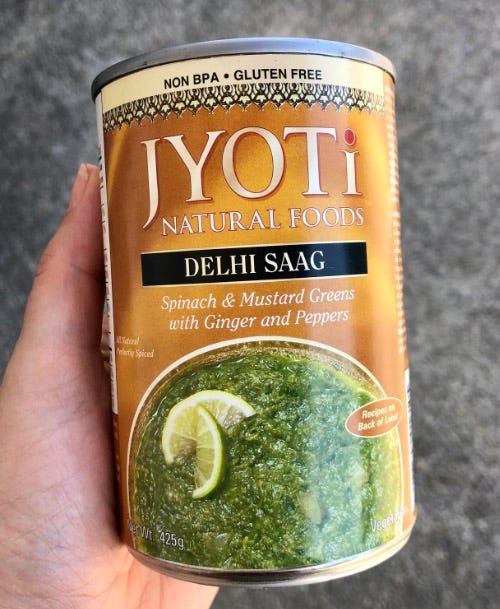 NON BPA • GLUTEN FREE
JYOTi
NATURAL FOODS
DELHI SAAG
Spinach & Mustard Greens
with Ginger and Peppers
All Natural
Perfectly Spiced
Recipes on
Back of Label
Wt. 425g